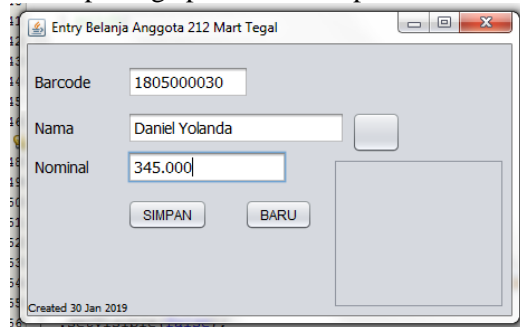 Entry Belanja Anggota 212 Mart Tegal
Barcode 1805000030
Nama Daniel Yolanda
Nominal 345.000
SIMPAN BARU
Created 30 Jan 2019